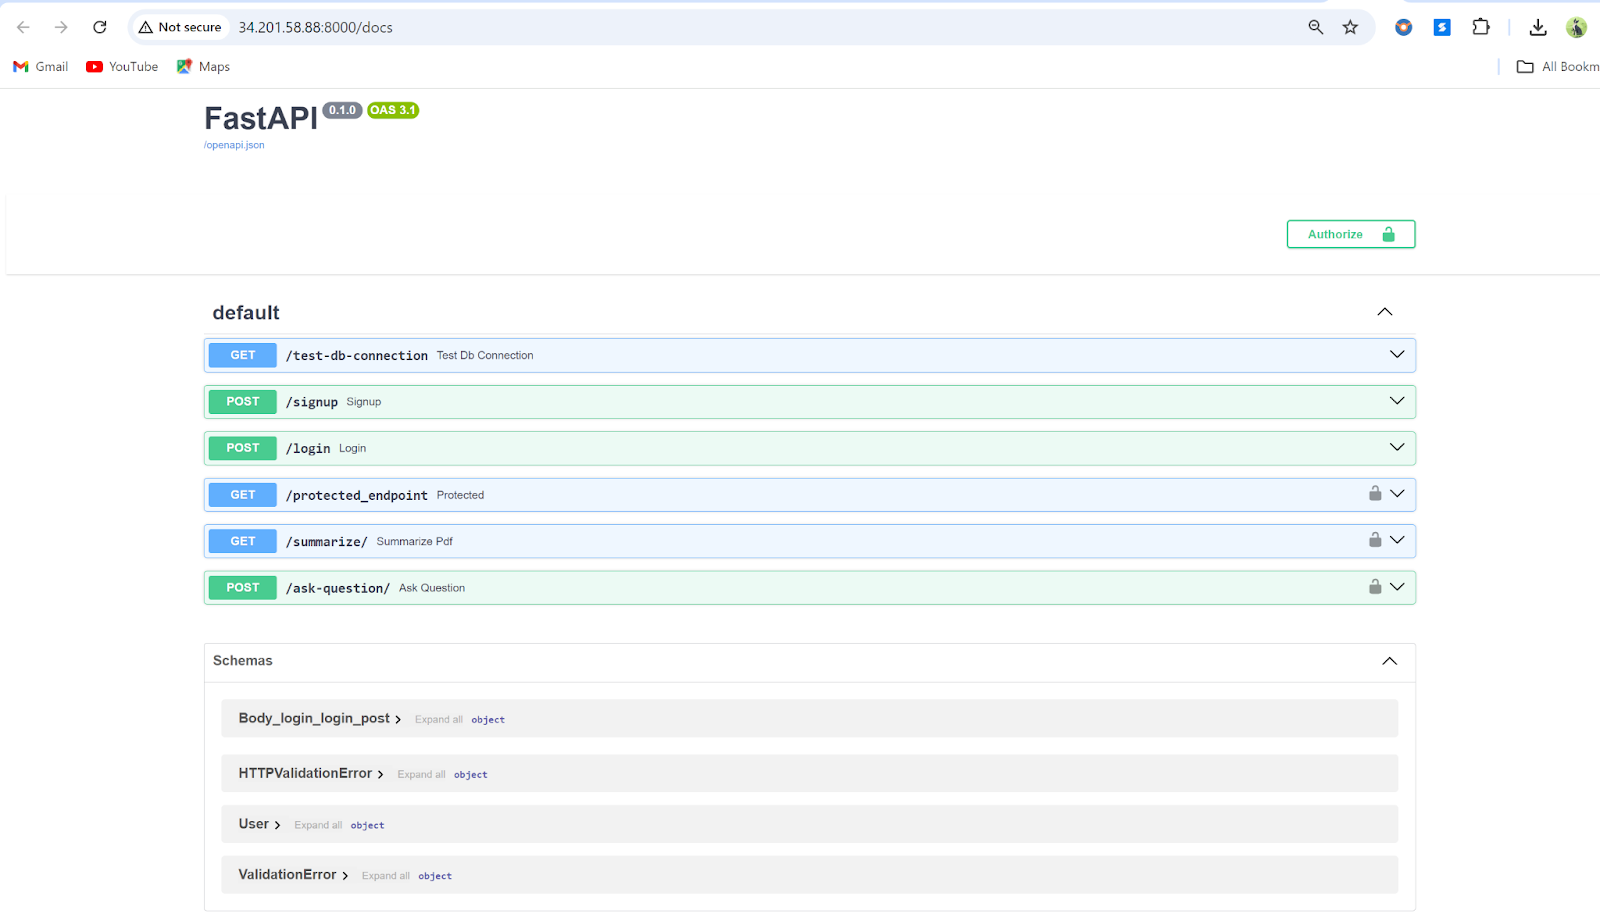 Not secure 34.201.58.88:8000/docs
Gmail YouTube Maps All Bookm
FastAPI 0.1.0 OAS 3.1
/openapi.json
Authorize
default
GET /test-db-connection Test Db Connection
POST /signup Signup
POST /login Login
GET /protected_endpoint Protected
GET /summarize/ Summarize Pdf
POST /ask-question/ Ask Question
Schemas
Body_login_login_post Expand all object
HTTPValidationError Expand all object
User Expand all object
ValidationError Expand all object